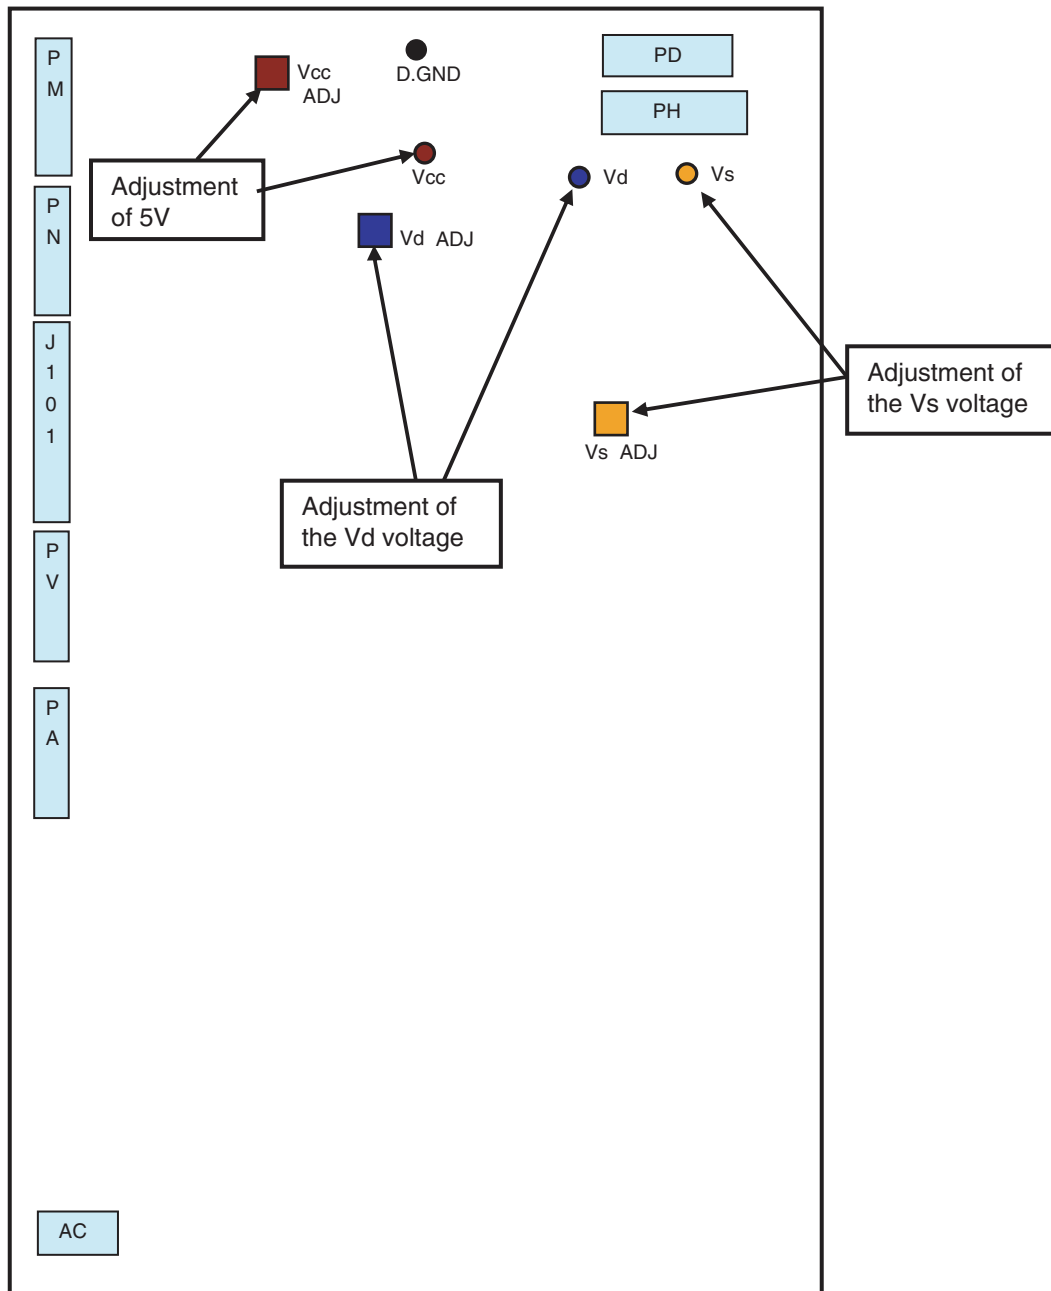 P
M
Vcc
ADJ
D.GND
PD
PH
Adjustment
of 5V
Vcc
Vd
Vs
P
N
Vd ADJ
J
1
0
1
Adjustment of
the Vs voltage
Vs ADJ
Adjustment of
the Vd voltage
P
V
P
A
AC